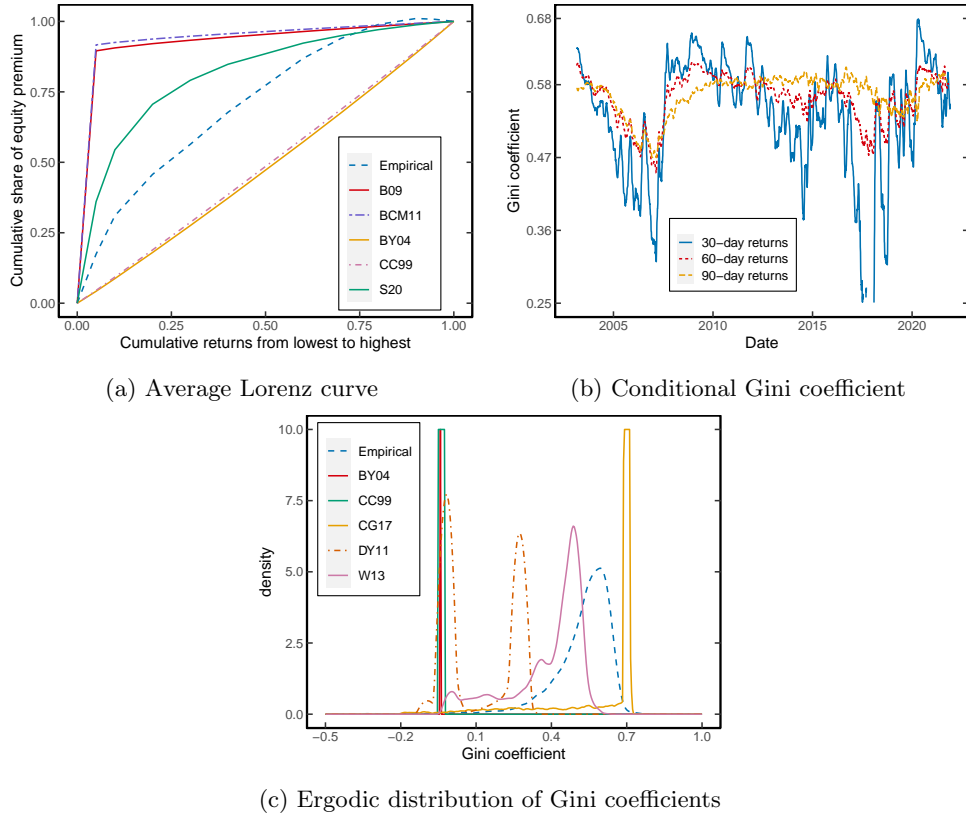 1.00
0.75
0.50
0.25
0.00
Cumulative share of equity premium
Empirical
B09
BCM11
BY04
CC99
S20
0.00 0.25 0.50 0.75 1.00
Cumulative returns from lowest to highest
(a) Average Lorenz curve
0.68
0.58
0.47
0.36
0.25
Gini coefficient
30−day returns
60−day returns
90−day returns
2005 2010 2015 2020
Date
(b) Conditional Gini coefficient
10.0
7.5
5.0
2.5
0.0
density
Empirical
BY04
CC99
CG17
DY11
W13
−0.5 −0.2 0.1 0.4 0.7 1.0
Gini coefficient
(c) Ergodic distribution of Gini coefficients